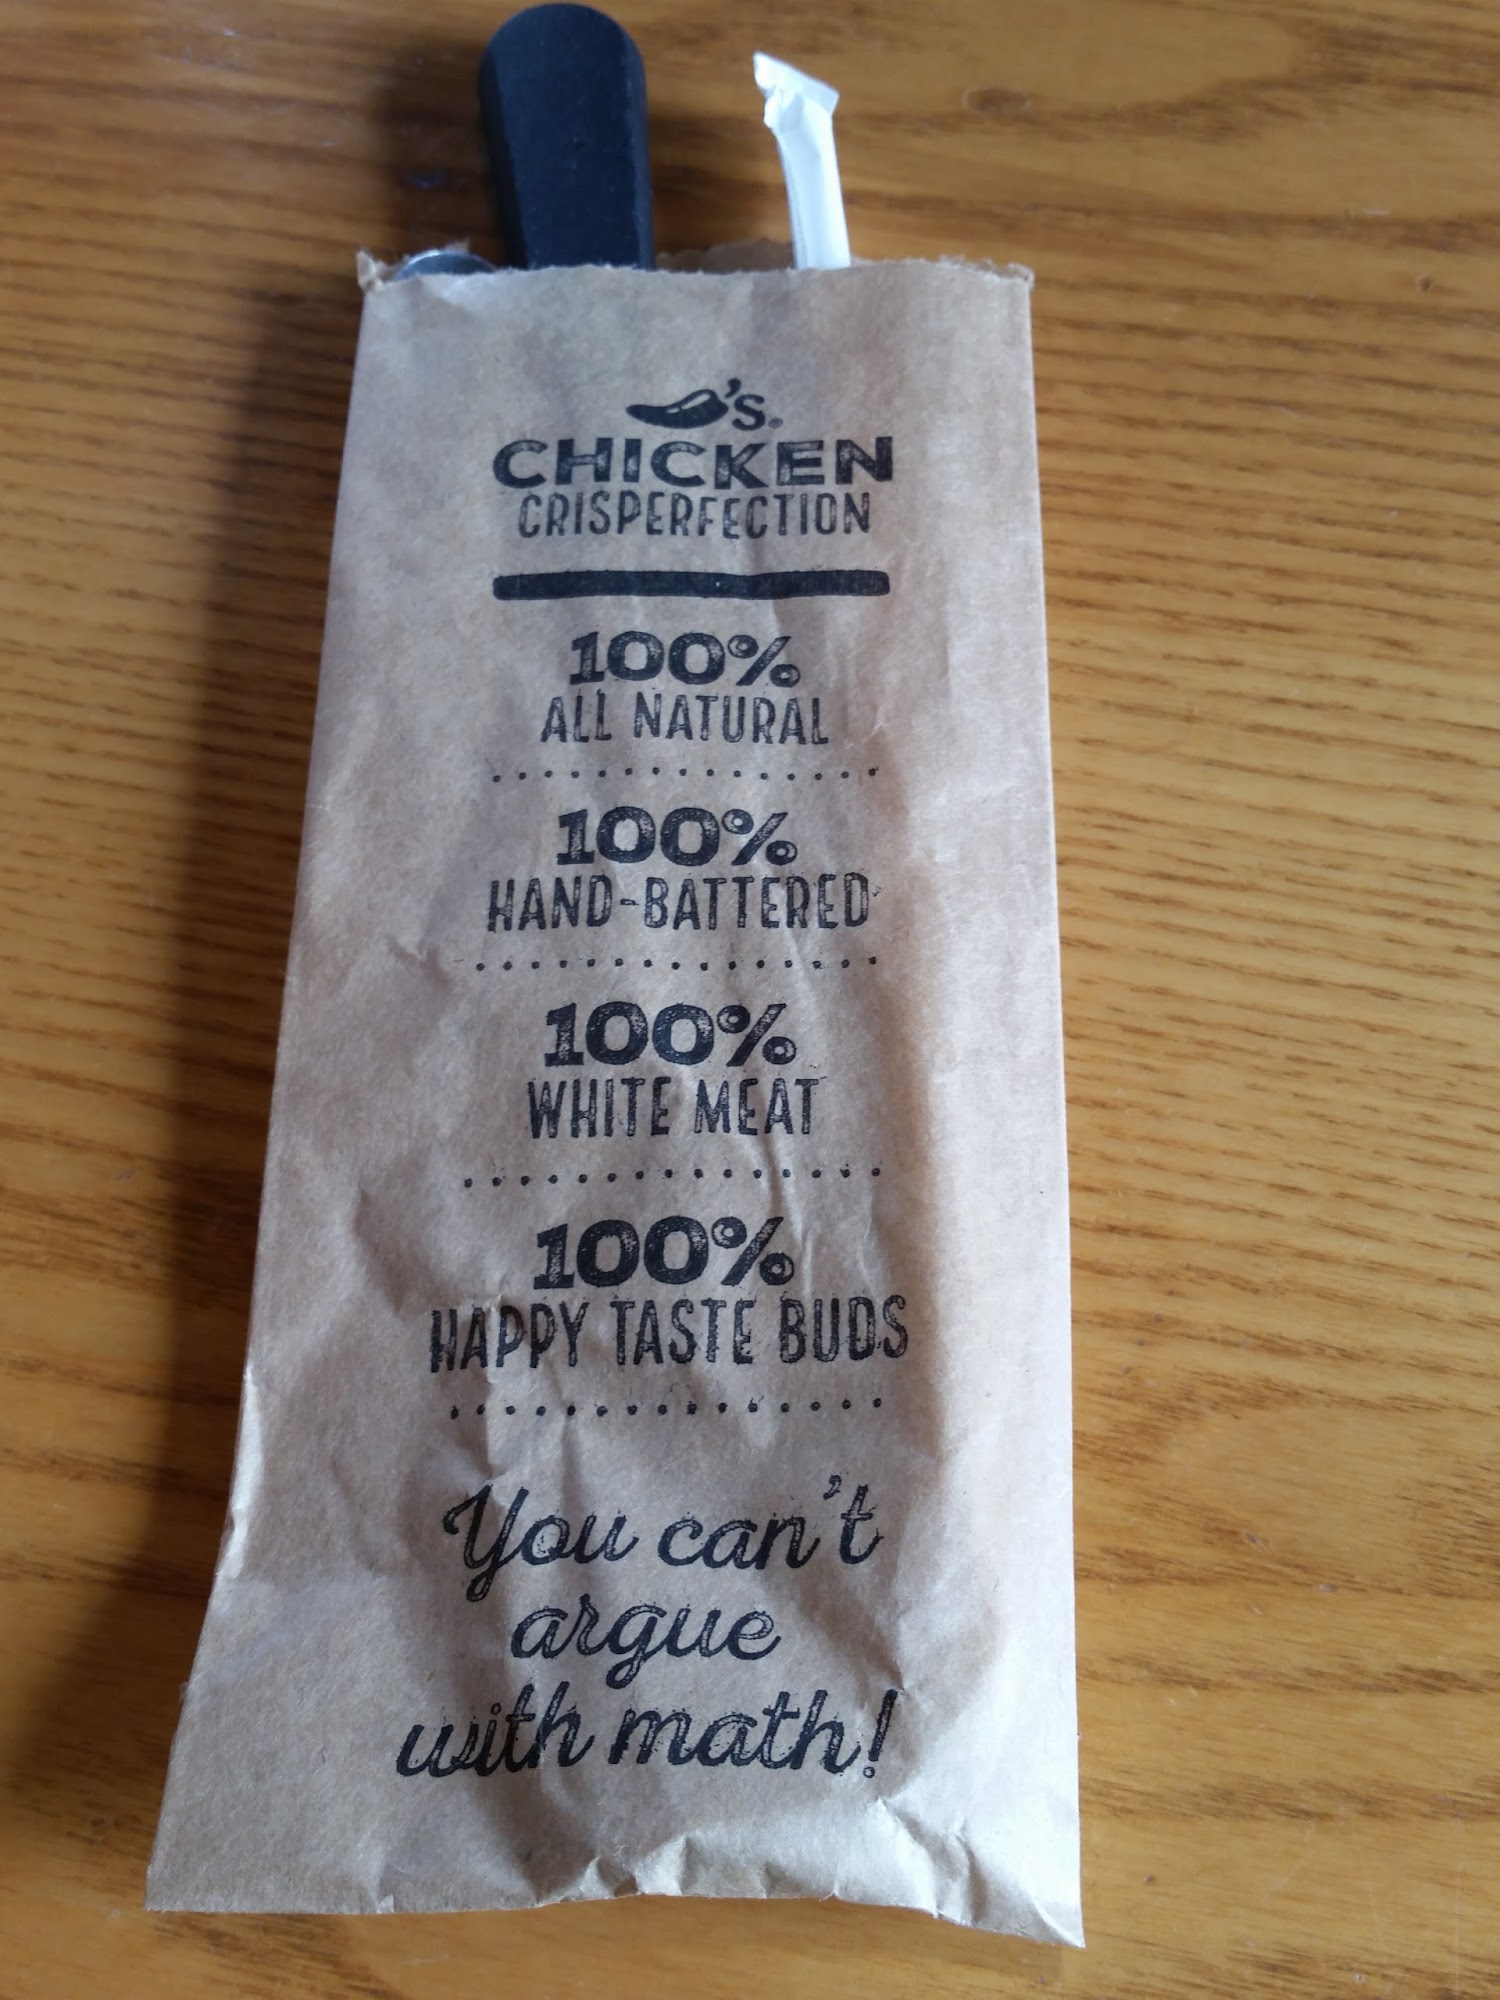 's®
CHICKEN
CRISPERFECTION
100%
ALL NATURAL
100%
HAND-BATTERED
100%
WHITE MEAT
100%
HAPPY TASTE BUDS
You can't
argue
with math!